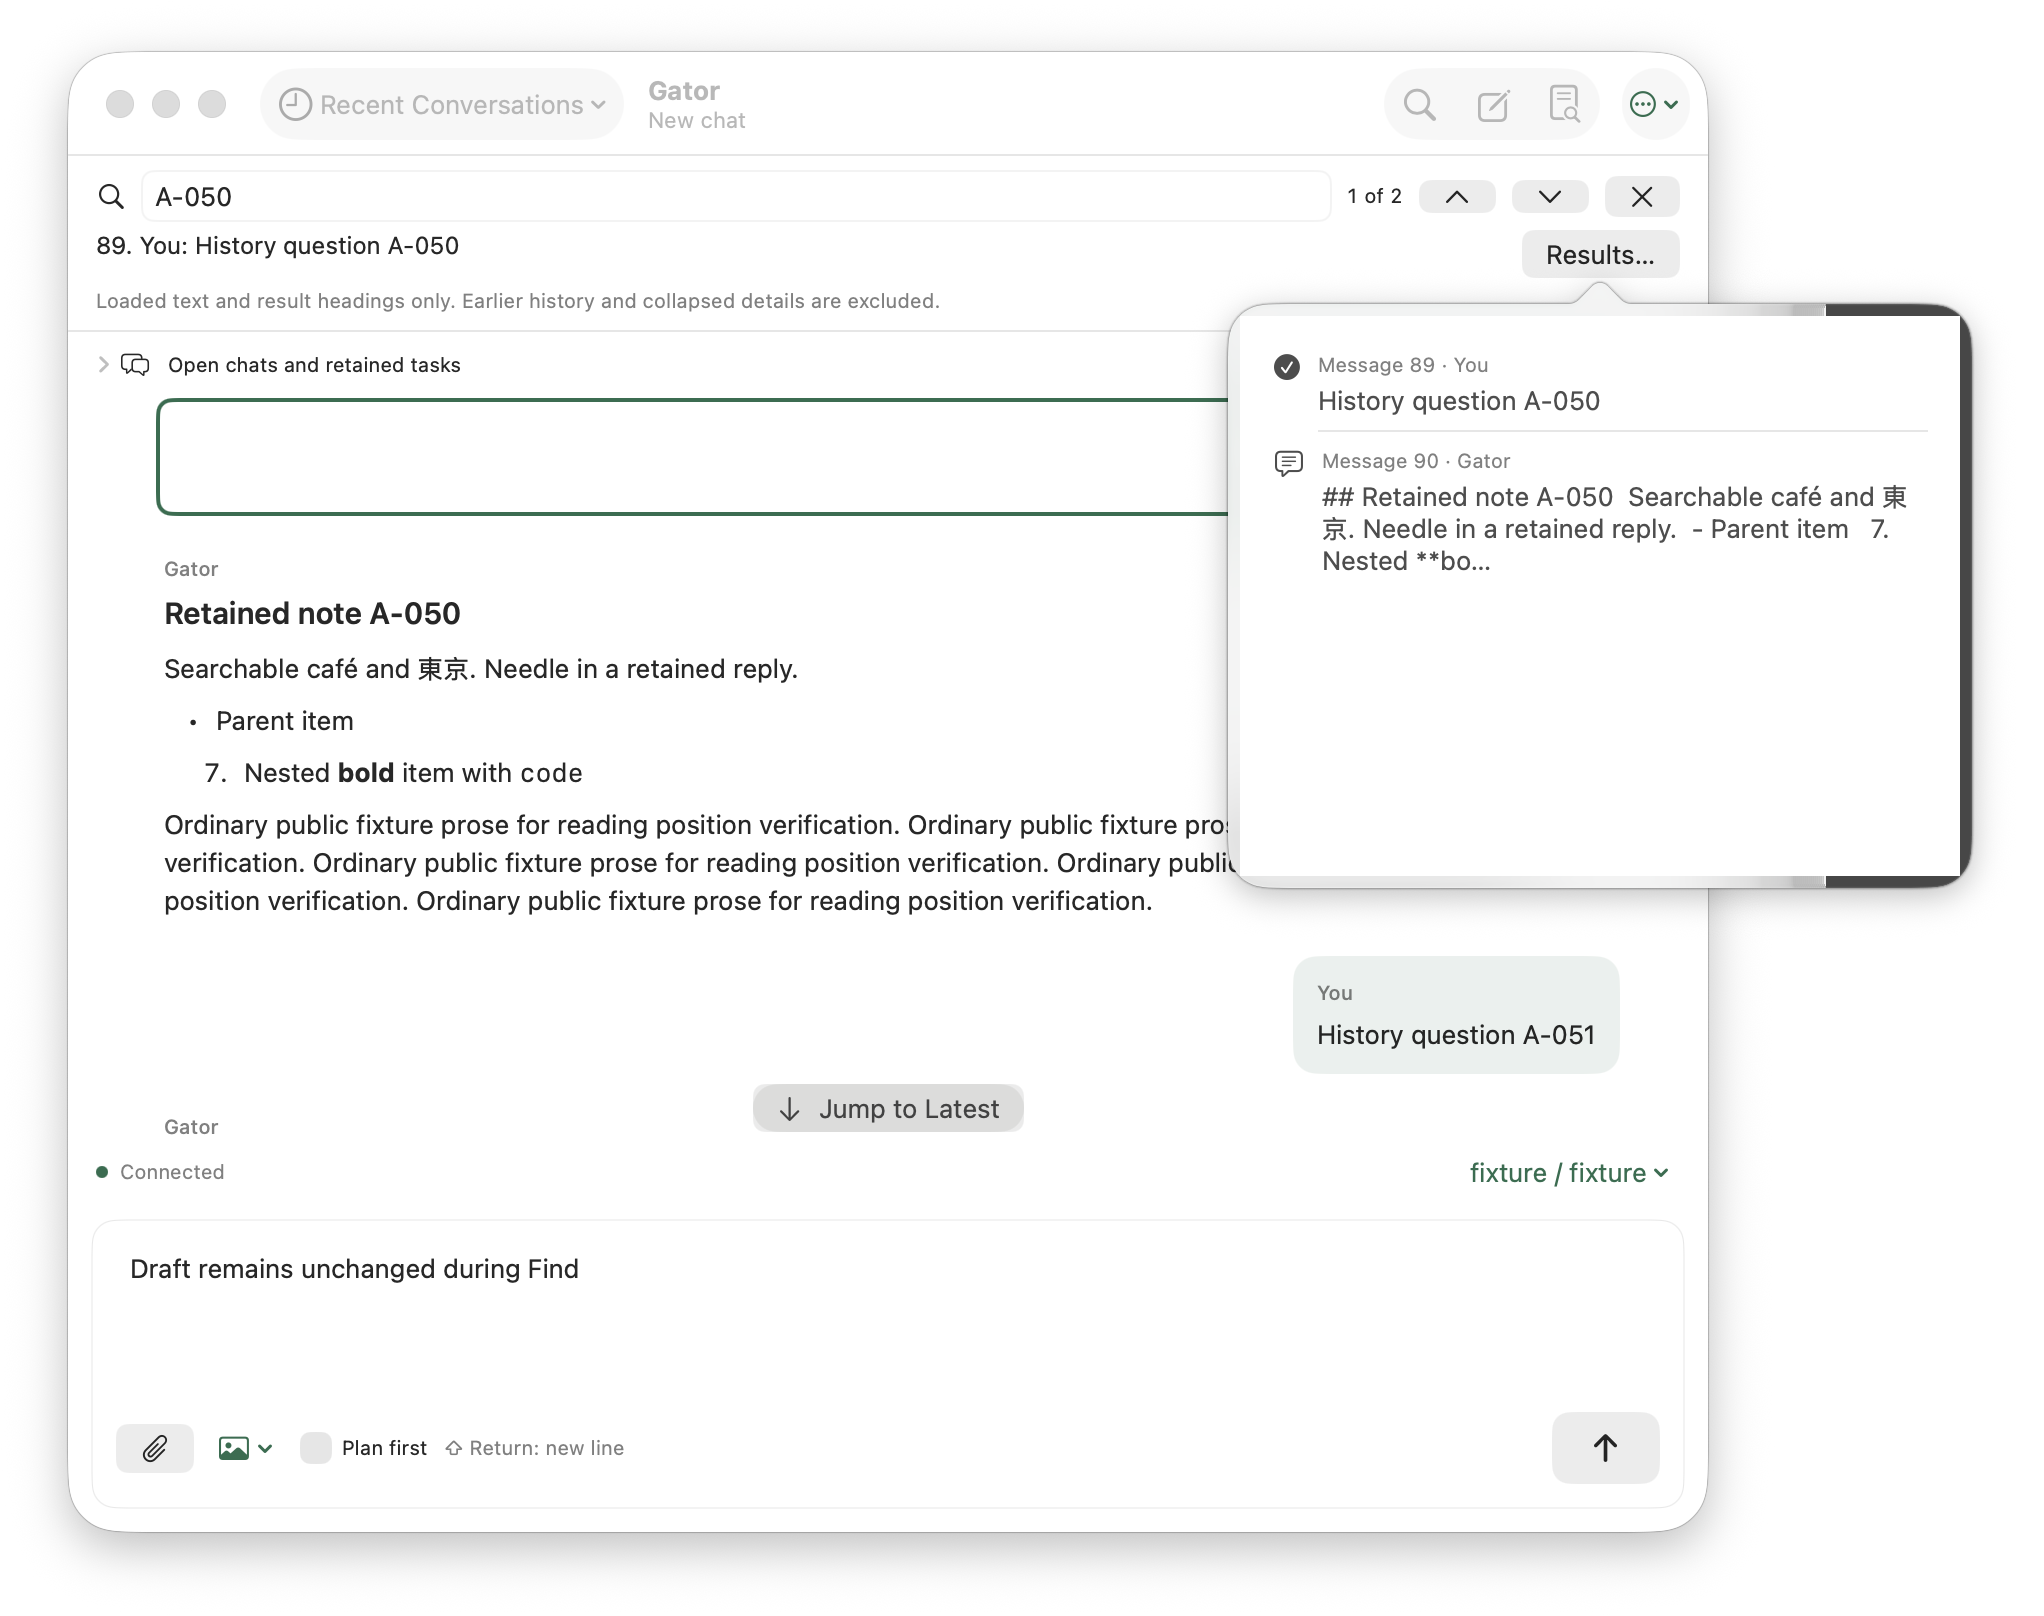 Recent Conversations
Gator
New chat
A-050
1 of 2
89. You: History question A-050
Results...
Loaded text and result headings only. Earlier history and collapsed details are excluded.
Open chats and retained tasks
Message 89 · You
History question A-050
Message 90 · Gator
## Retained note A-050  Searchable café and 東
京. Needle in a retained reply.  - Parent item   7.
Nested **bo...
Gator
Retained note A-050
Searchable café and 東京. Needle in a retained reply.
• Parent item
7. Nested bold item with code
Ordinary public fixture prose for reading position verification. Ordinary public fixture
verification. Ordinary public fixture prose for reading position verification. Ordinary
position verification. Ordinary public fixture prose for reading position verification.
You
History question A-051
Jump to Latest
Gator
Connected
fixture / fixture
Draft remains unchanged during Find
Plan first
Return: new line